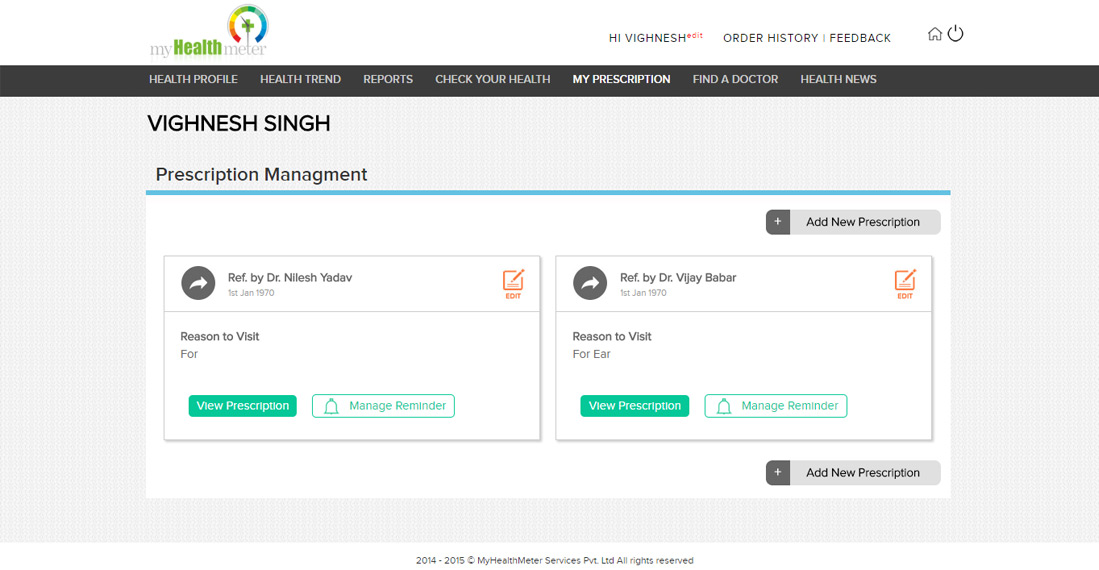 myHealthmeter
HI VIGHNESH edit ORDER HISTORY | FEEDBACK
HEALTH PROFILE HEALTH TREND REPORTS CHECK YOUR HEALTH MY PRESCRIPTION FIND A DOCTOR HEALTH NEWS
VIGHNESH SINGH
Prescription Managment
+ Add New Prescription
Ref. by Dr. Nilesh Yadav
1st Jan 1970
EDIT
Reason to Visit
For
View Prescription Manage Reminder
Ref. by Dr. Vijay Babar
1st Jan 1970
EDIT
Reason to Visit
For Ear
View Prescription Manage Reminder
+ Add New Prescription
2014 - 2015 © MyHealthMeter Services Pvt. Ltd All rights reserved